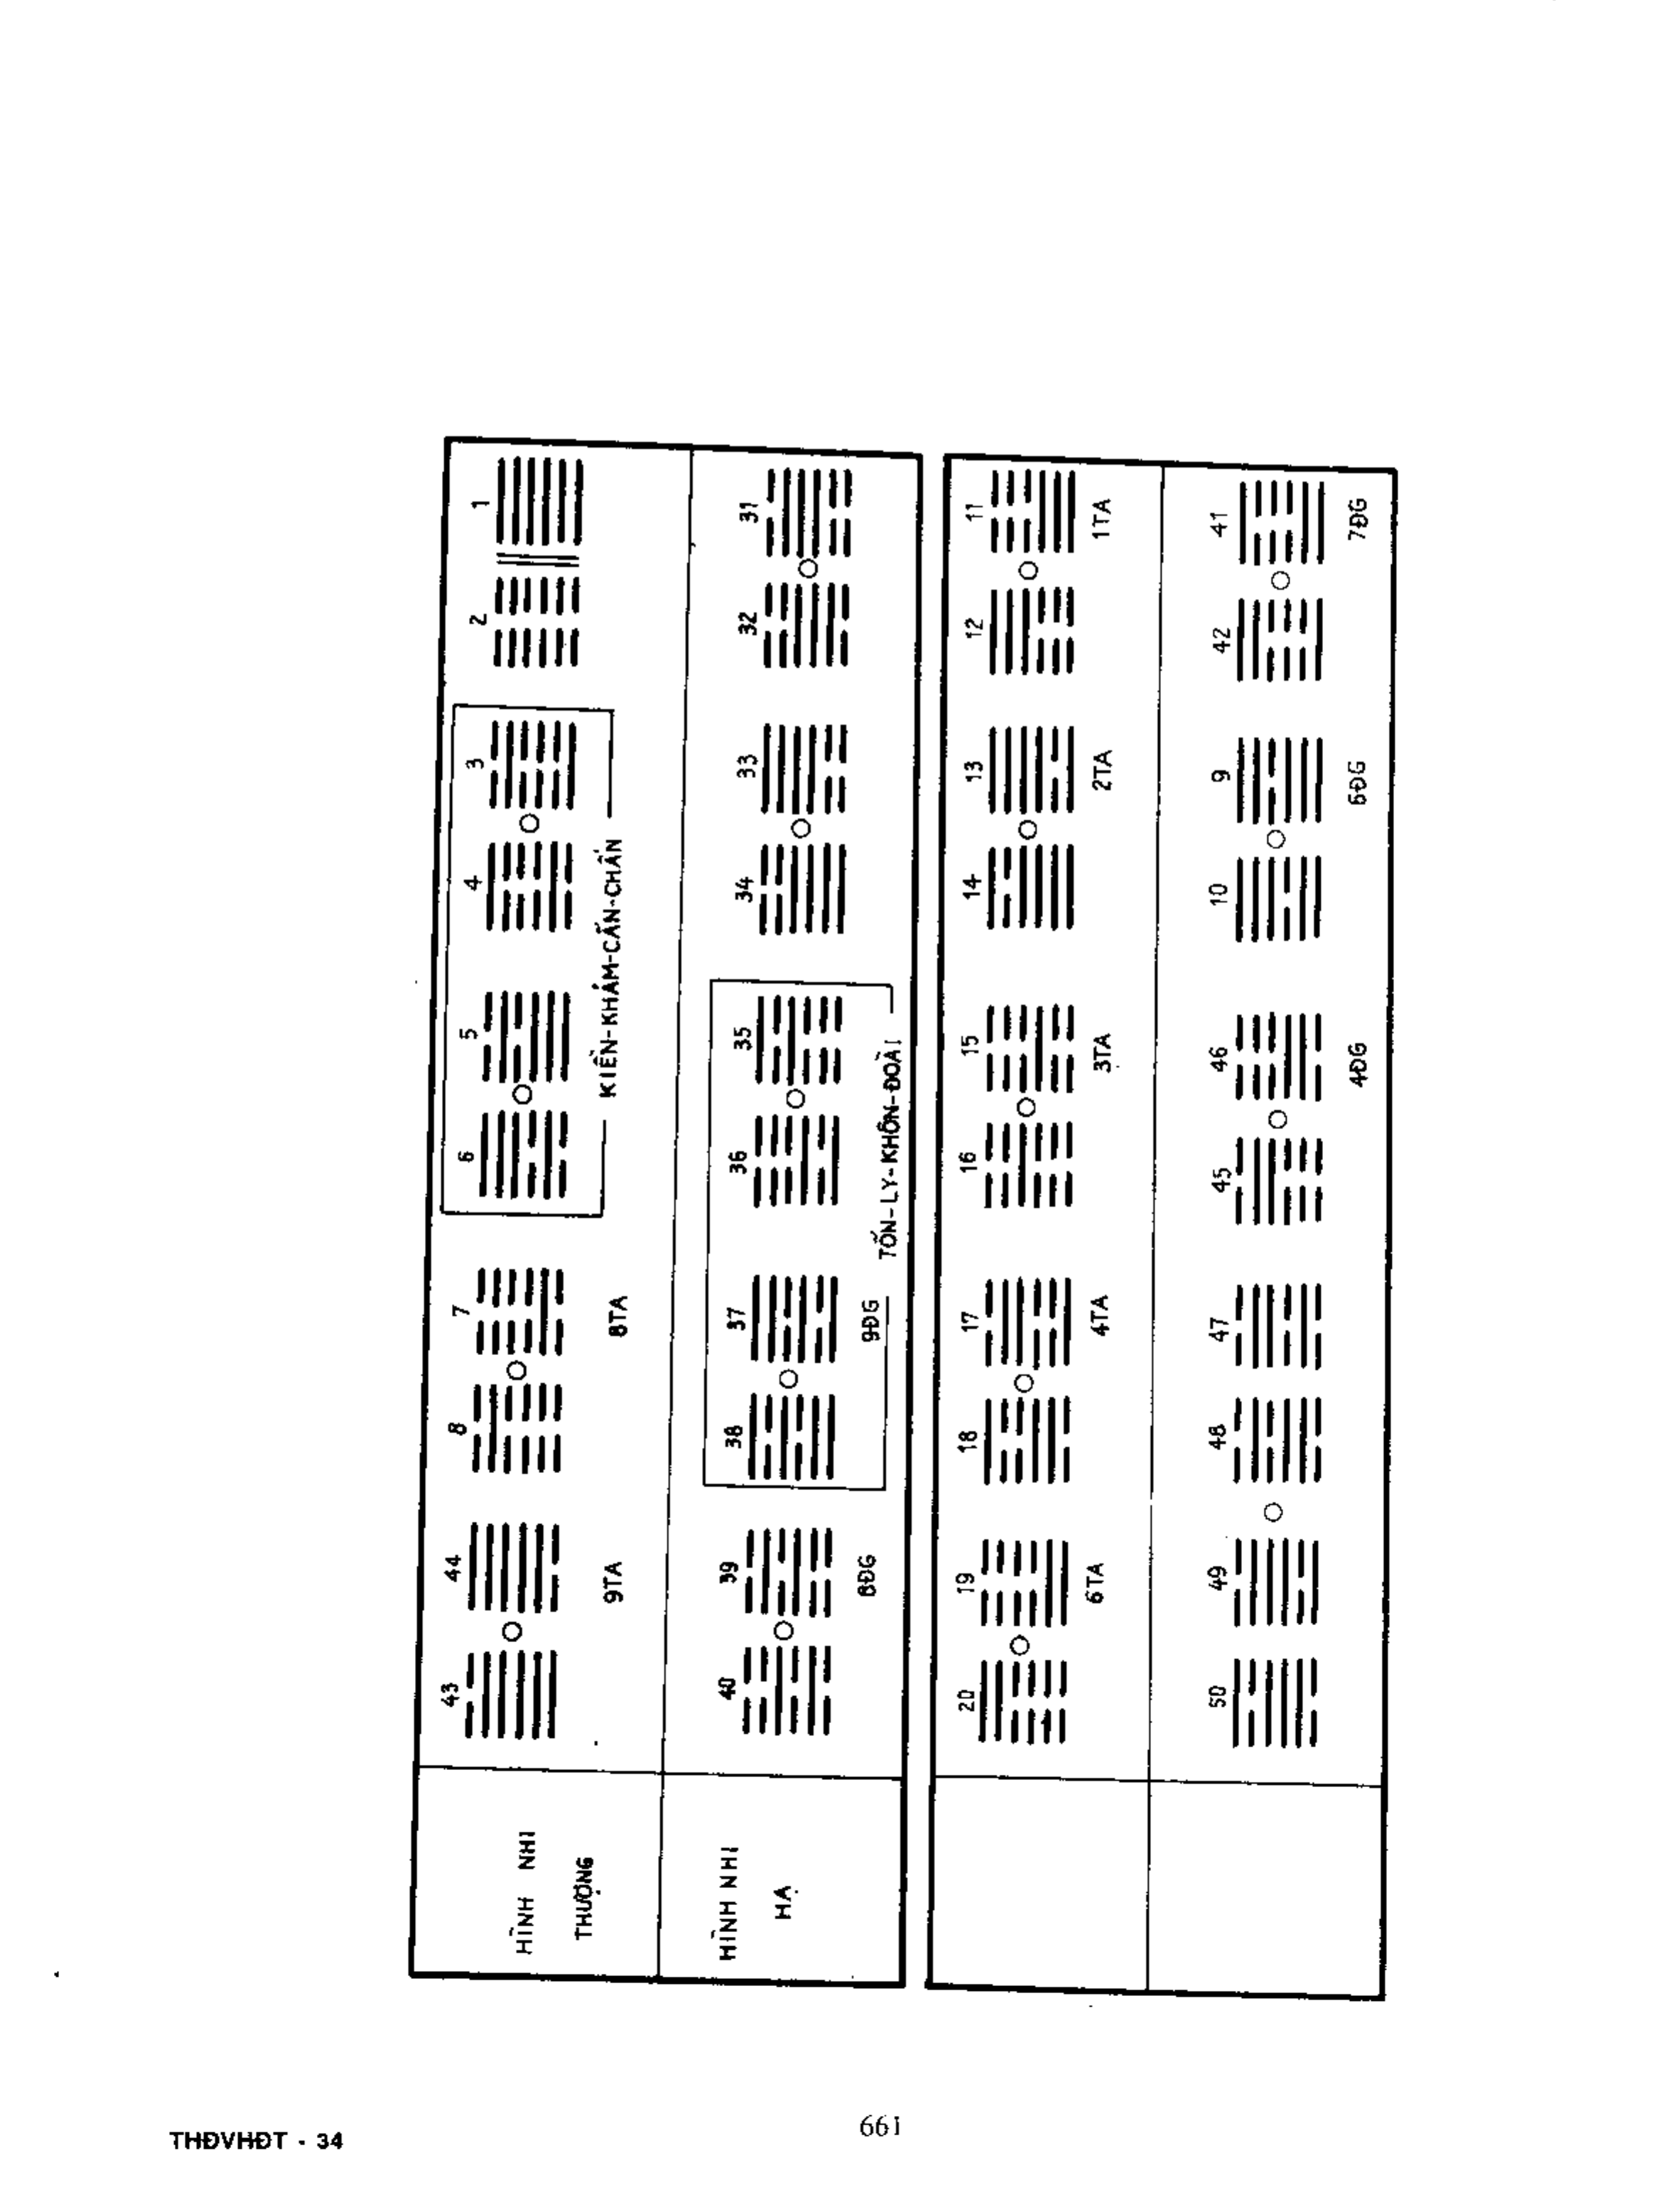 43 44 8 7 6 5 4 3 2 1
HÌNH NHI
THƯỢNG
9TA 8TA KIỀN-KHẢM-CẤN-CHẤN
40 39 38 37 36 35 34 33 32 31
HÌNH NHI
HẠ
8ĐG 9ĐG TỐN-LY-KHÔN-ĐOÀI
20 19 18 17 16 15 14 13 12 11
6TA 4TA 3TA 2TA 1TA
50 49 48 47 45 46 10 9 42 41
4ĐG 6ĐG 7ĐG
THĐVHĐT - 34
661